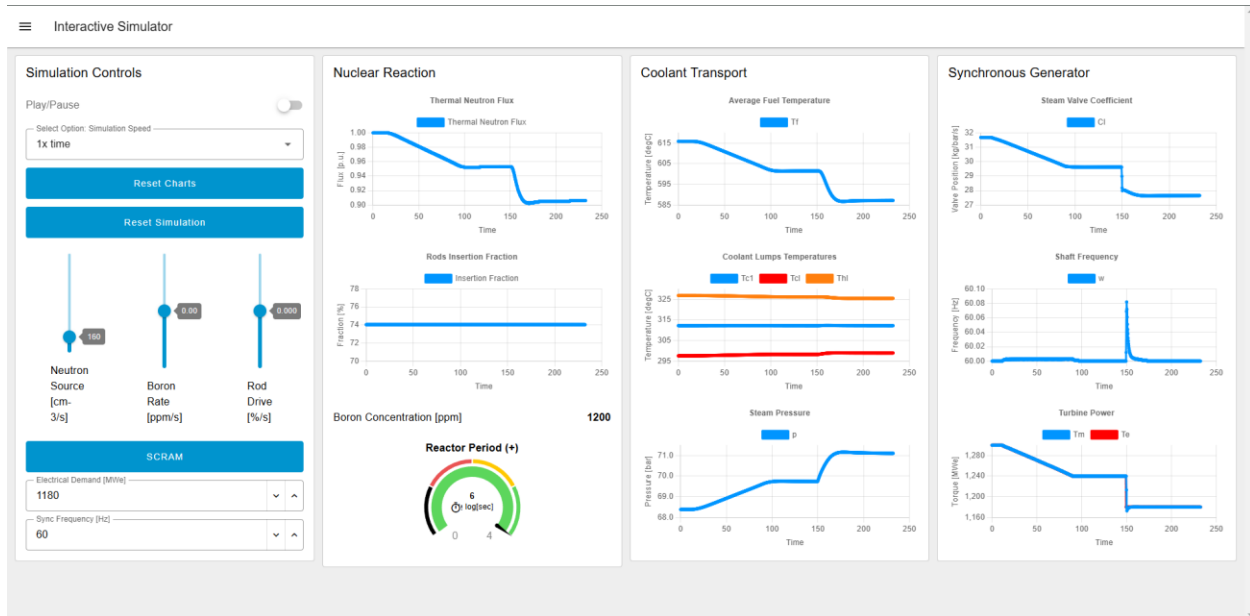 Interactive Simulator
Simulation Controls
Play/Pause
Select Option: Simulation Speed
1x time
Reset Charts
Reset Simulation
160
0.00
0.000
Neutron
Source
[cm-
3/s]
Boron
Rate
[ppm/s]
Rod
Drive
[%/s]
SCRAM
Electrical Demand [MWe]
1180
Sync Frequency [Hz]
60
Nuclear Reaction
Thermal Neutron Flux
Thermal Neutron Flux
Flux [p.u.]
1.00
0.98
0.96
0.94
0.92
0.90
0 50 100 150 200 250
Time
Rods Insertion Fraction
Insertion Fraction
Fraction [%]
78
76
74
72
70
0 50 100 150 200 250
Time
Boron Concentration [ppm] 1200
Reactor Period (+)
6
log[sec]
0 4
Coolant Transport
Average Fuel Temperature
Tf
Temperature [degC]
615
605
595
585
0 50 100 150 200 250
Time
Coolant Lumps Temperatures
Tc1 Tcl Thl
Temperature [degC]
325
315
305
295
0 50 100 150 200 250
Time
Steam Pressure
p
Pressure [bar]
71.0
70.0
69.0
68.0
0 50 100 150 200 250
Time
Synchronous Generator
Steam Valve Coefficient
Cl
Valve Position [kg/bar/s]
32
31
30
29
28
27
0 50 100 150 200 250
Time
Shaft Frequency
w
Frequency [Hz]
60.10
60.08
60.06
60.04
60.02
60.00
0 50 100 150 200 250
Time
Turbine Power
Tm Te
Torque [MWe]
1,280
1,240
1,200
1,160
0 50 100 150 200 250
Time